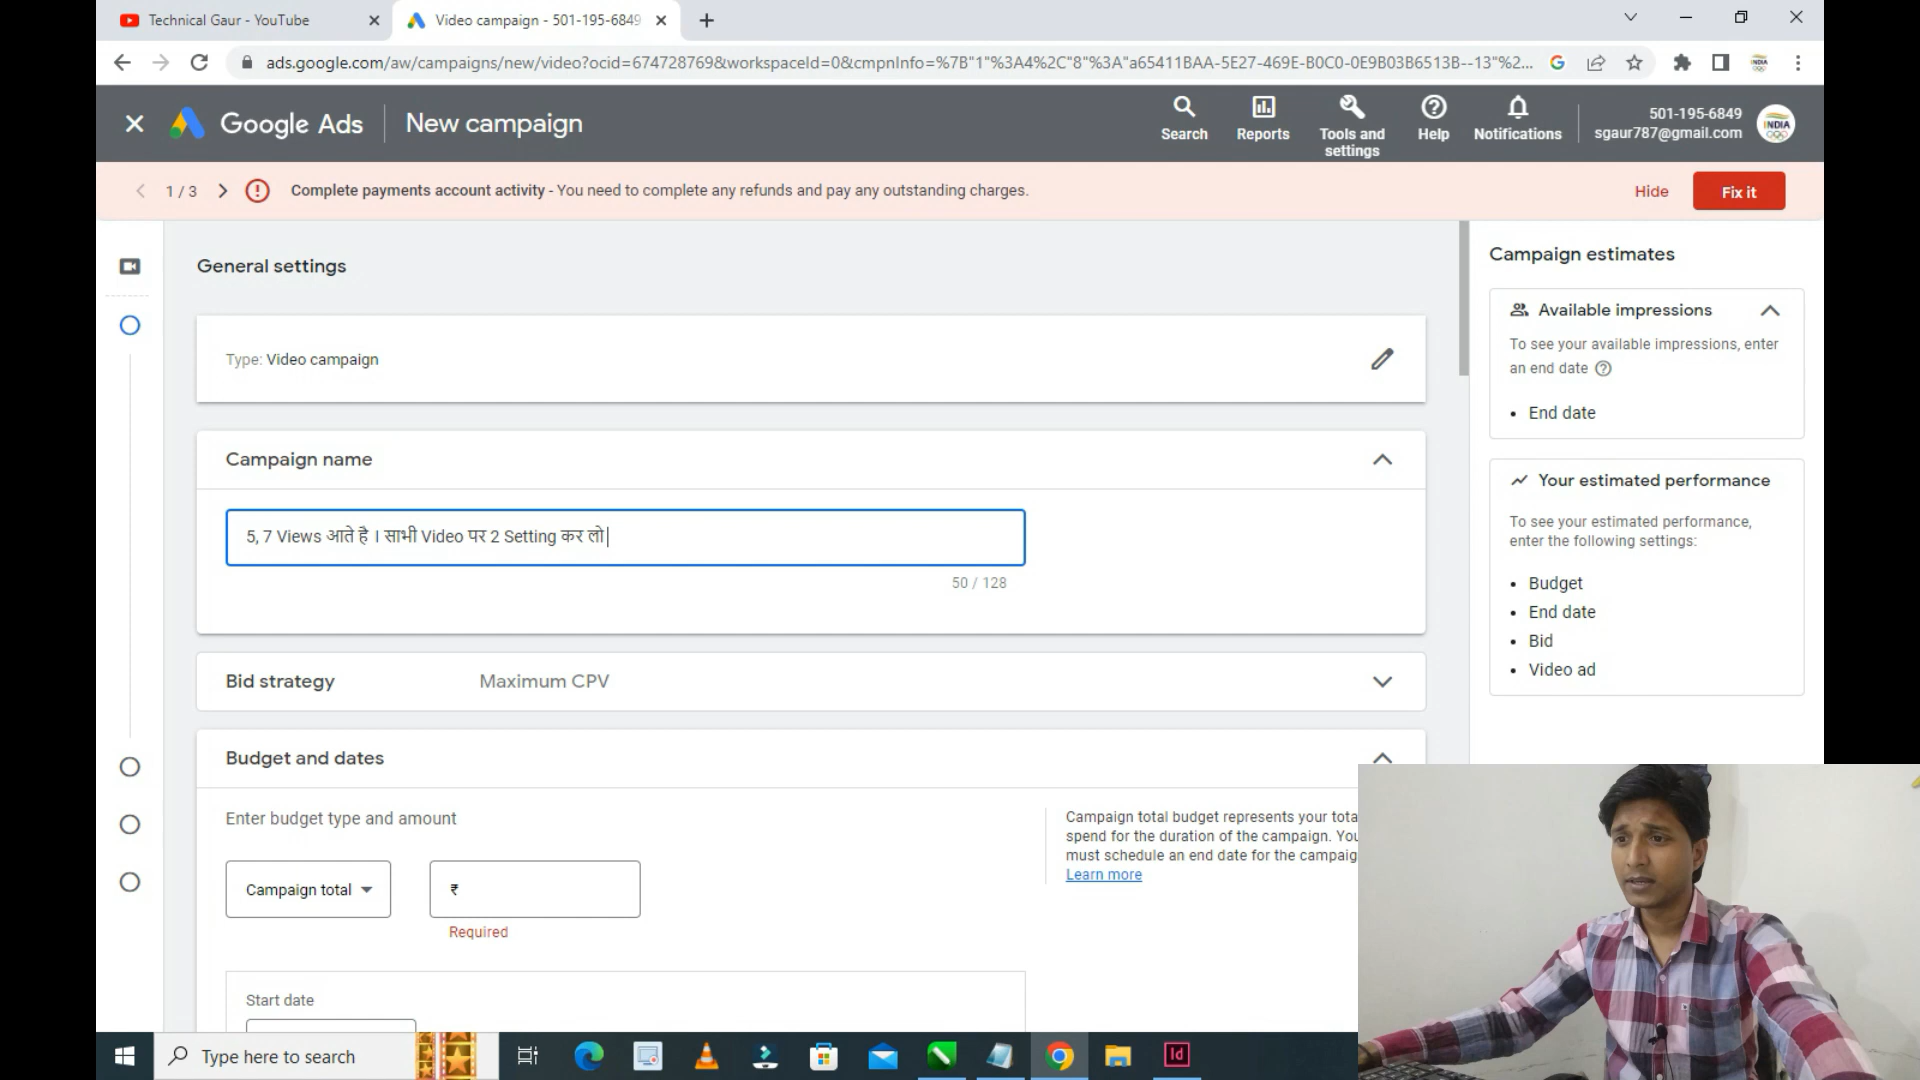 Technical Gaur - YouTube
Video campaign - 501-195-6849
ads.google.com/aw/campaigns/new/video?ocid=674728769&workspaceId=0&cmpnInfo=%7B"1"%3A4%2C"8"%3A"a65411BAA-5E27-469E-B0C0-0E9B03B6513B--13"%2...
Google Ads
New campaign
Search
Reports
Tools and settings
Help
Notifications
501-195-6849
sgaur787@gmail.com
INDIA
1 / 3
Complete payments account activity - You need to complete any refunds and pay any outstanding charges.
Hide
Fix it
General settings
Type: Video campaign
Campaign name
5, 7 Views आते है । साभी Video पर 2 Setting कर लो
50 / 128
Bid strategy
Maximum CPV
Budget and dates
Enter budget type and amount
Campaign total
₹
Required
Campaign total budget represents your tota
spend for the duration of the campaign. You
must schedule an end date for the campaig
Learn more
Start date
Campaign estimates
Available impressions
To see your available impressions, enter
an end date
• End date
Your estimated performance
To see your estimated performance,
enter the following settings:
• Budget
• End date
• Bid
• Video ad
Type here to search
Id